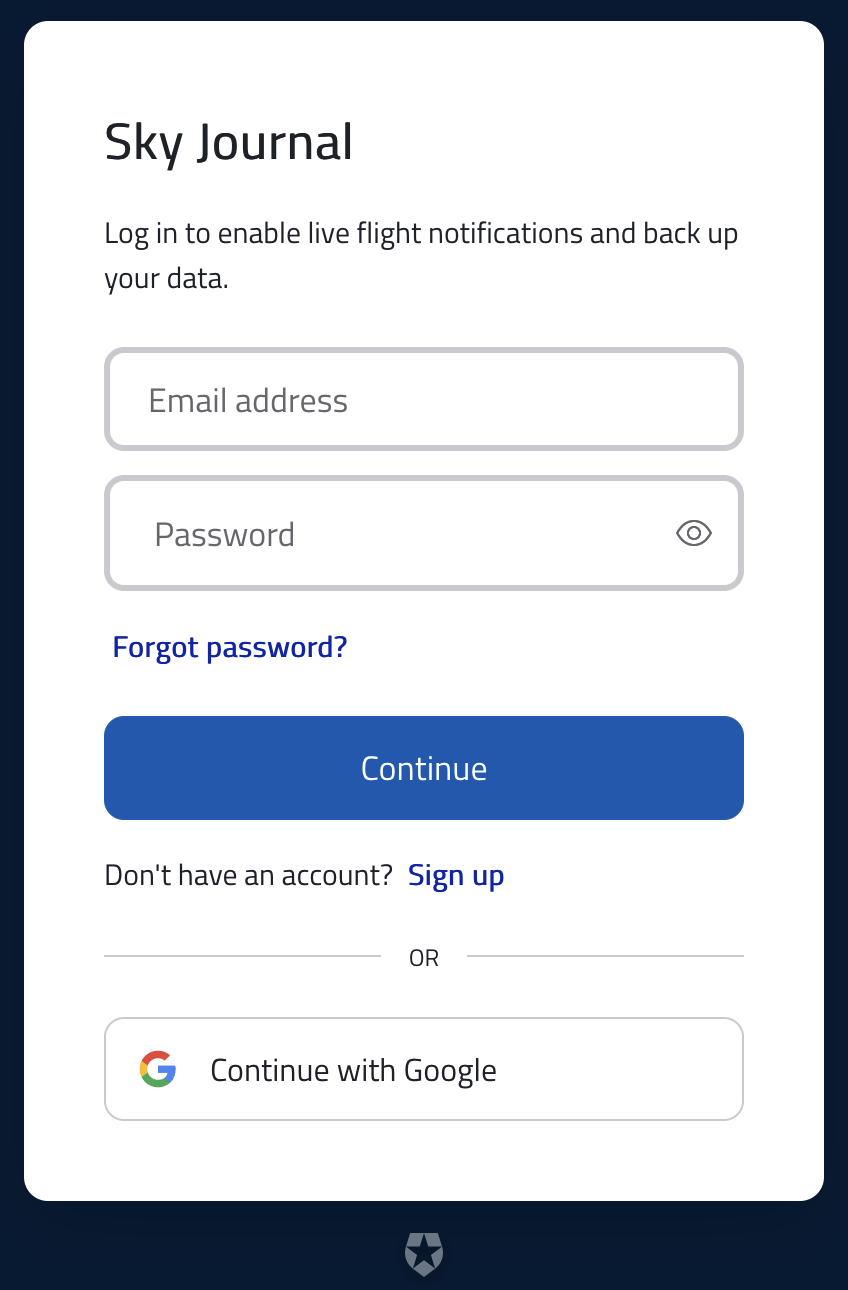 Sky Journal
Log in to enable live flight notifications and back up
your data.
Email address
Password
Forgot password?
Continue
Don't have an account? Sign up
OR
Continue with Google